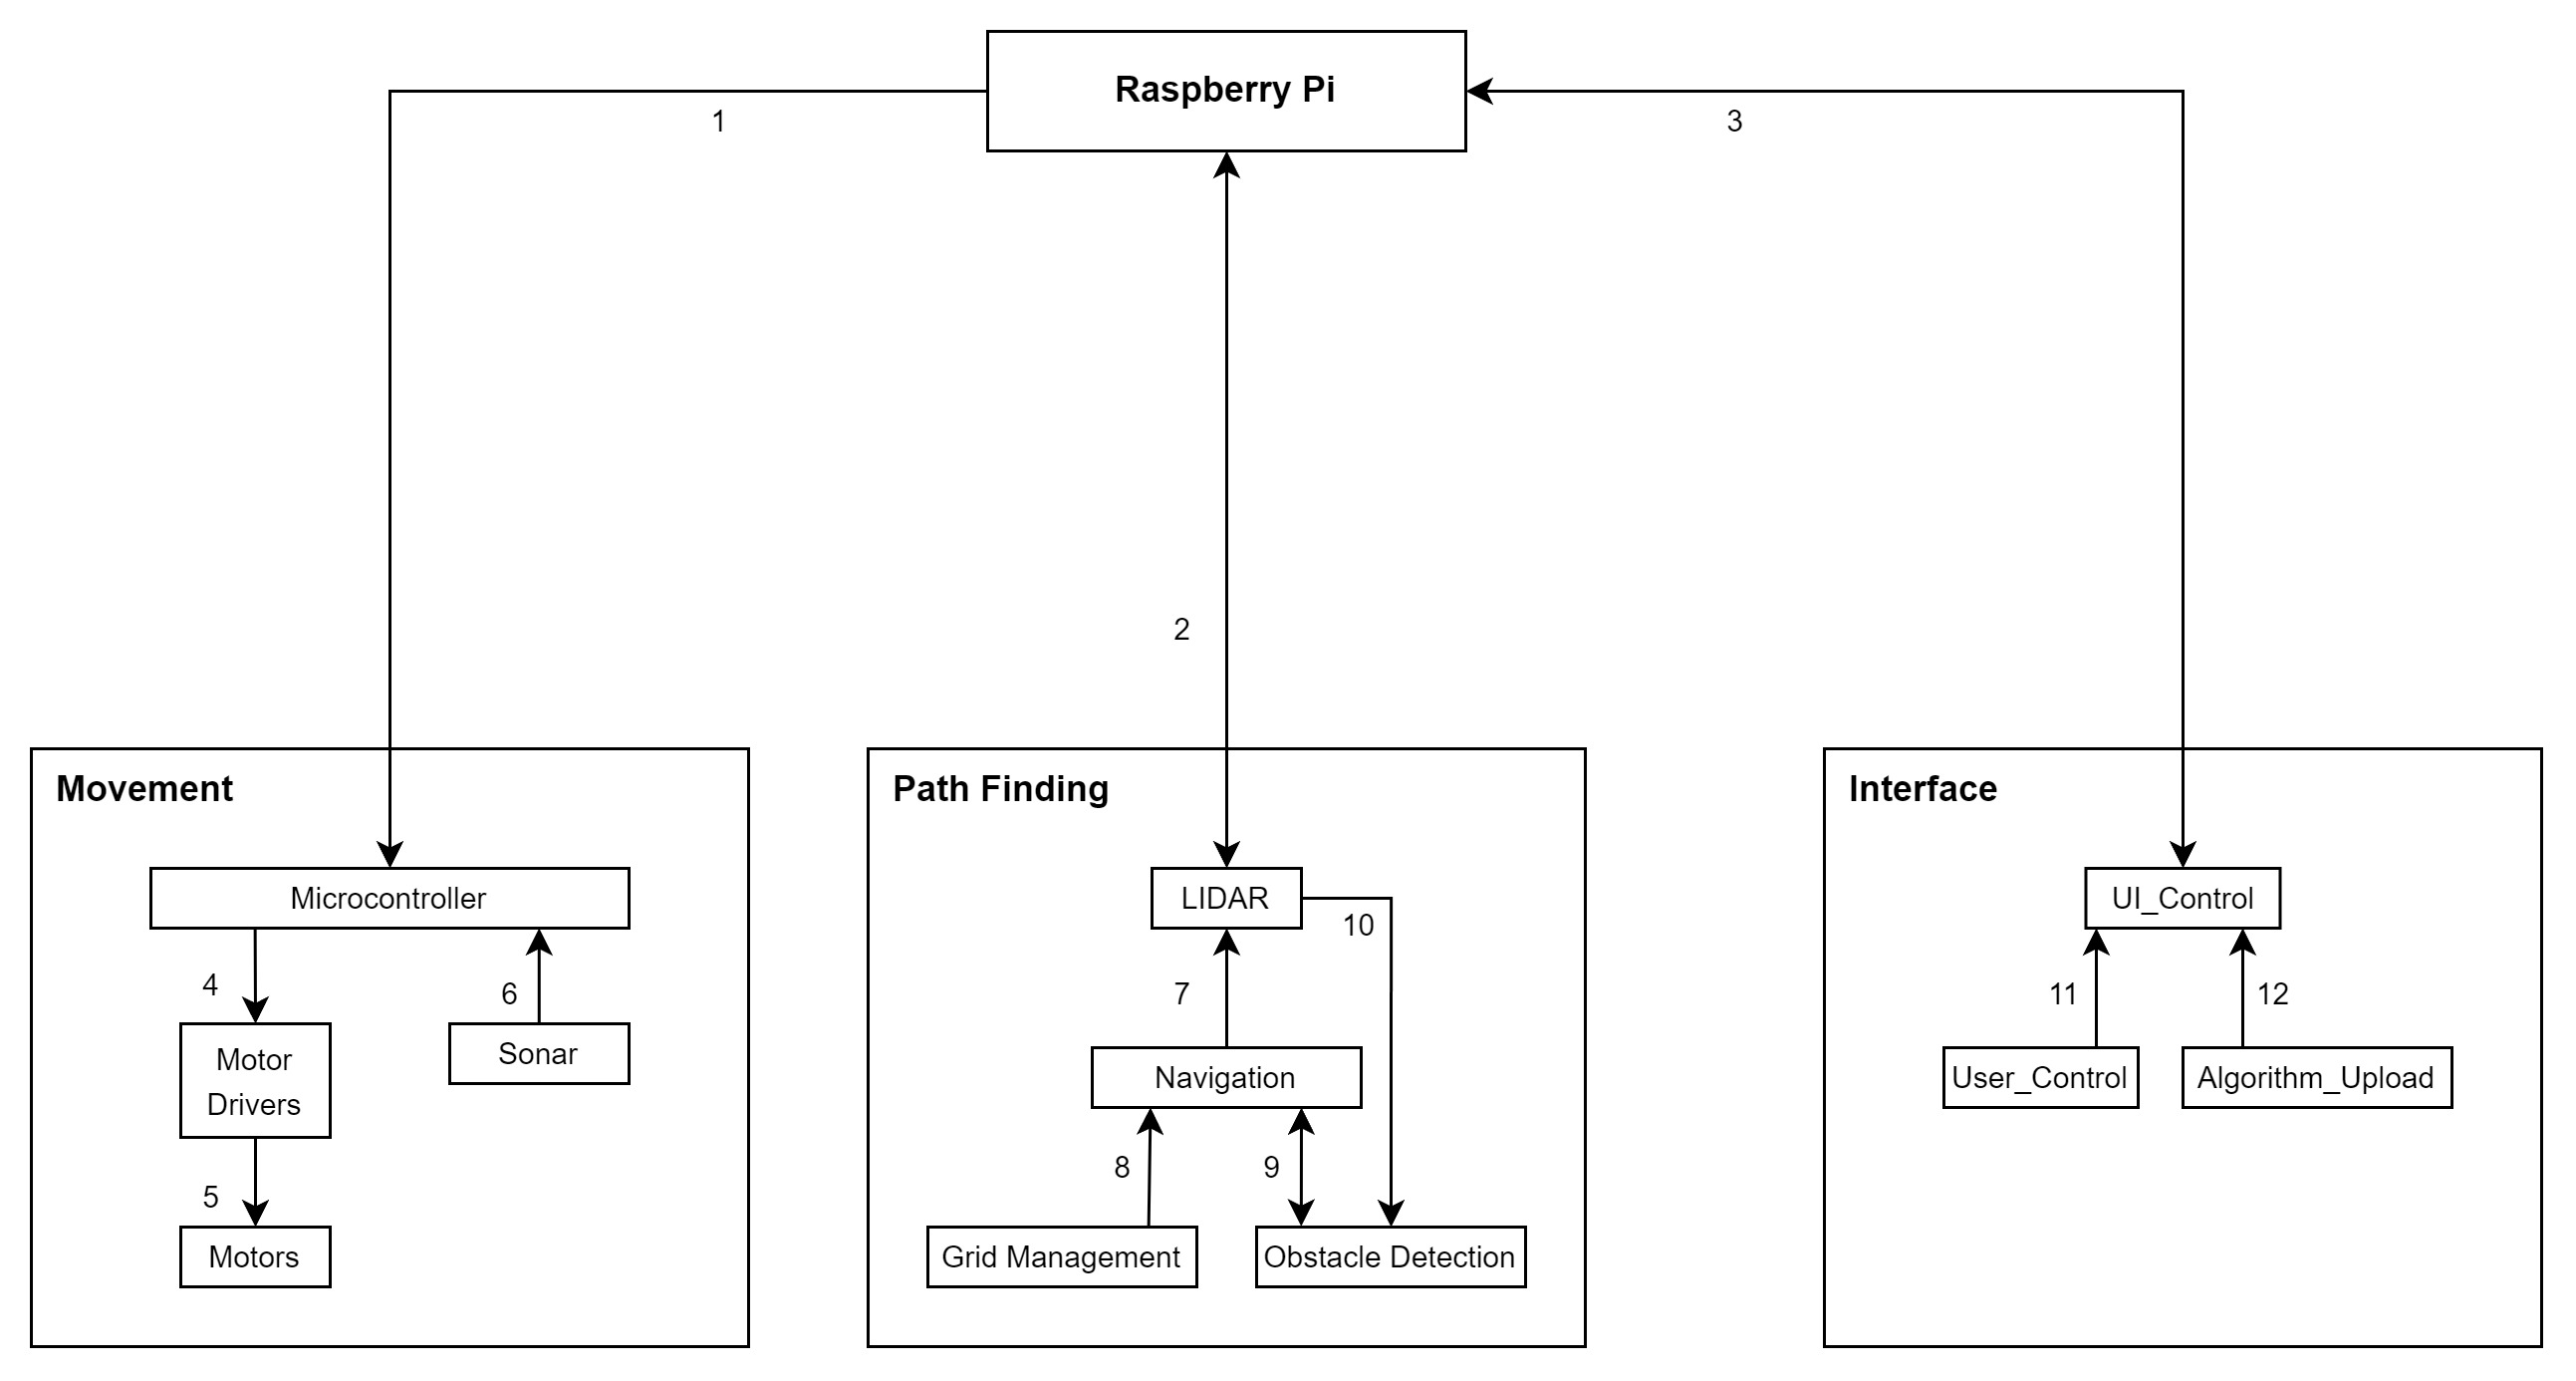 Raspberry Pi
1
3
2
Movement
Path Finding
Interface
Microcontroller
LIDAR
10
UI_Control
4
6
7
11
12
Motor
Drivers
Sonar
Navigation
User_Control
Algorithm_Upload
5
8
9
Motors
Grid Management
Obstacle Detection